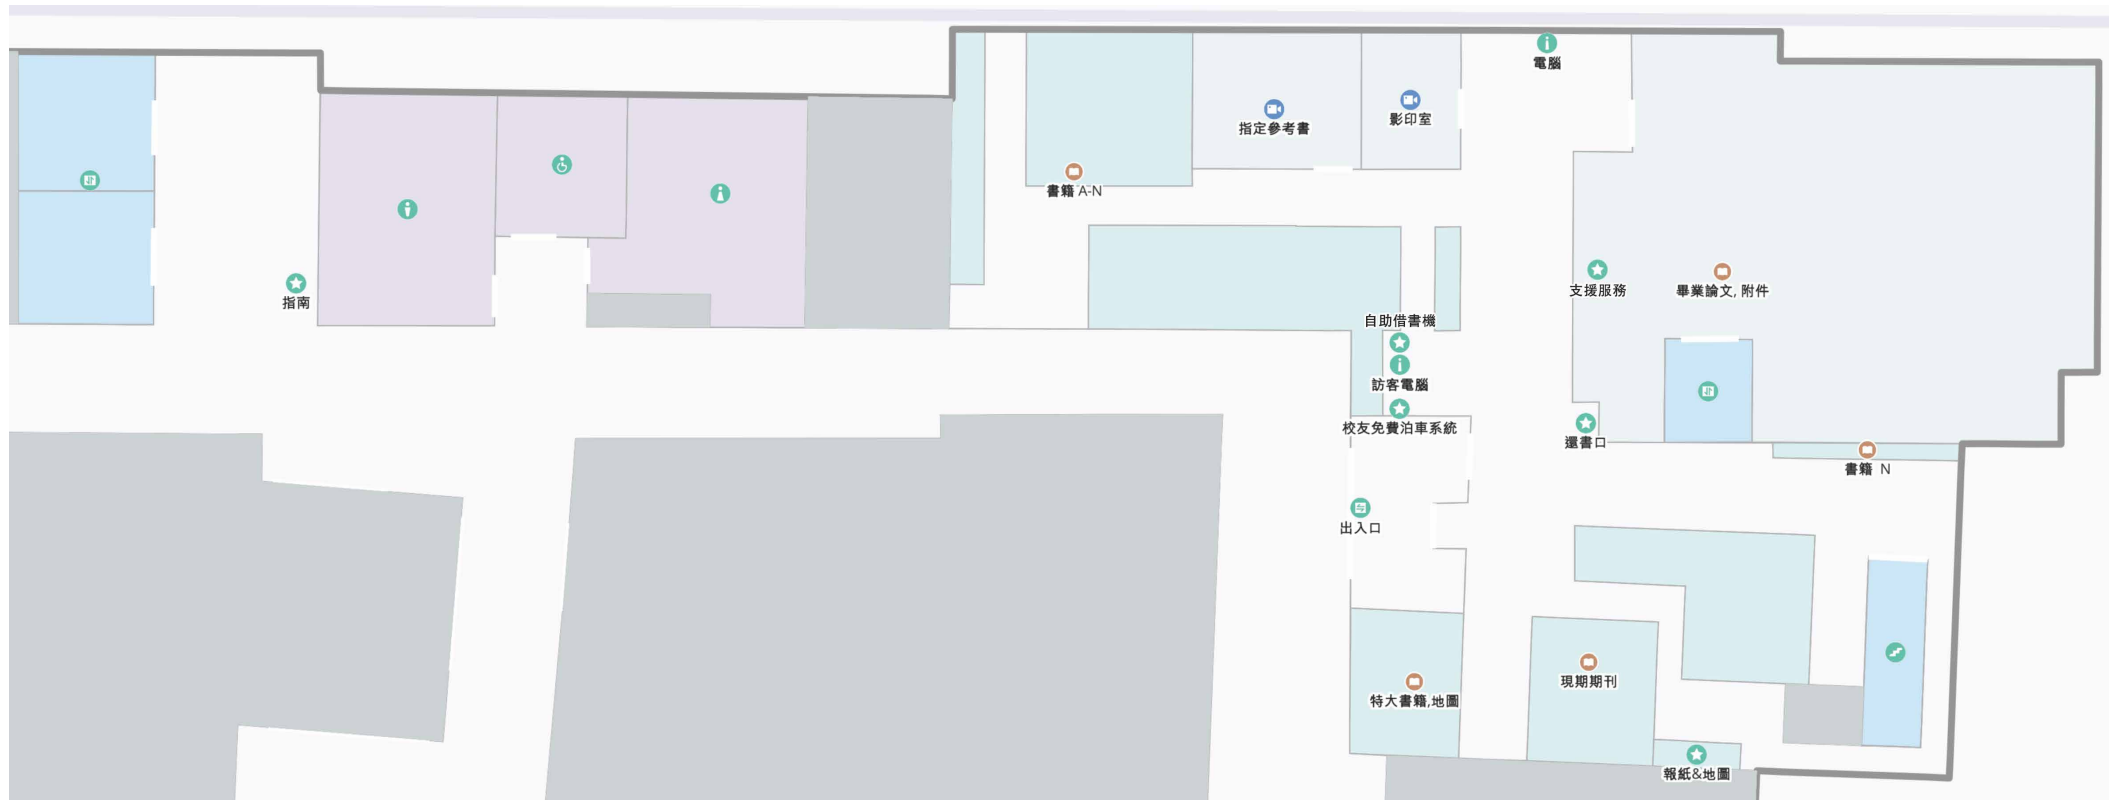 電腦
指定參考書
影印室
書籍 A-N
指南
支援服務
畢業論文, 附件
自助借書機
訪客電腦
校友免費泊車系統
還書口
書籍 N
出入口
現期期刊
特大書籍,地圖
報紙&地圖